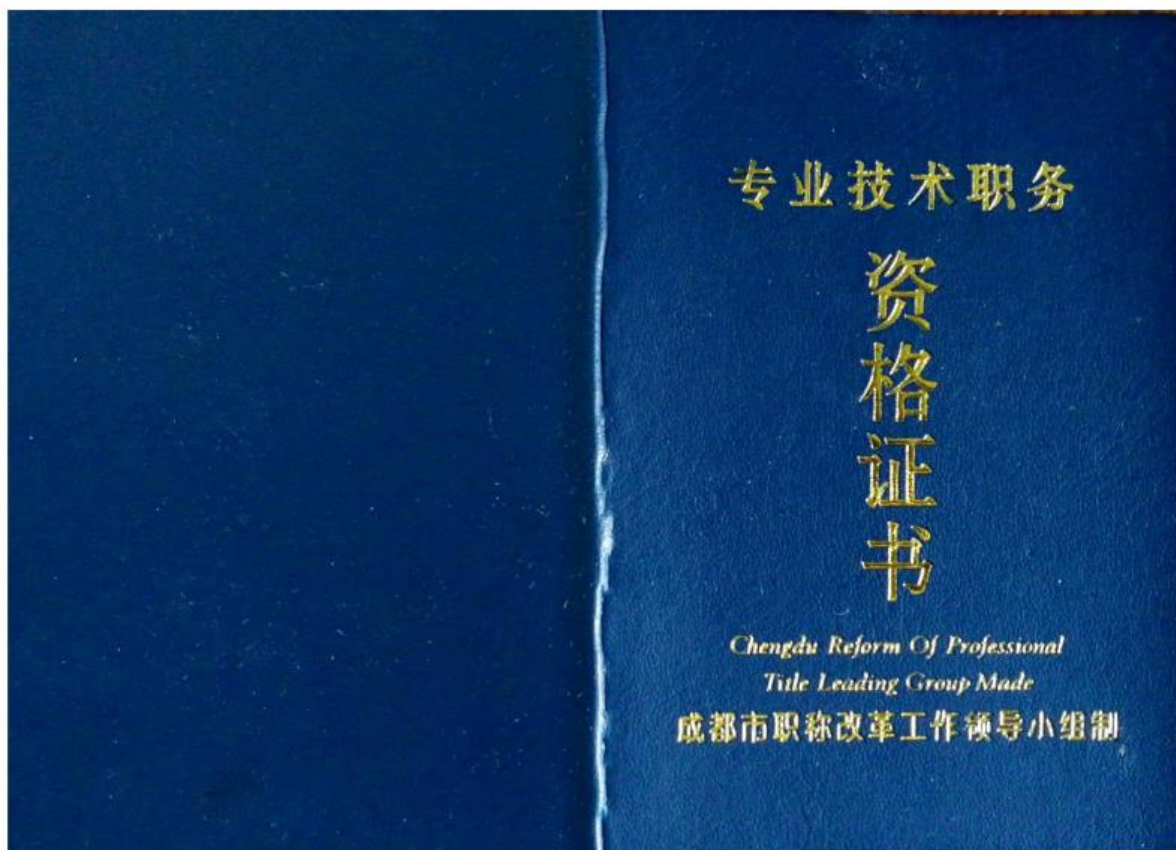 专业技术职务
资格证书
Chengdu Reform Of Professional
Title Leading Group Made
成都市职称改革工作领导小组制